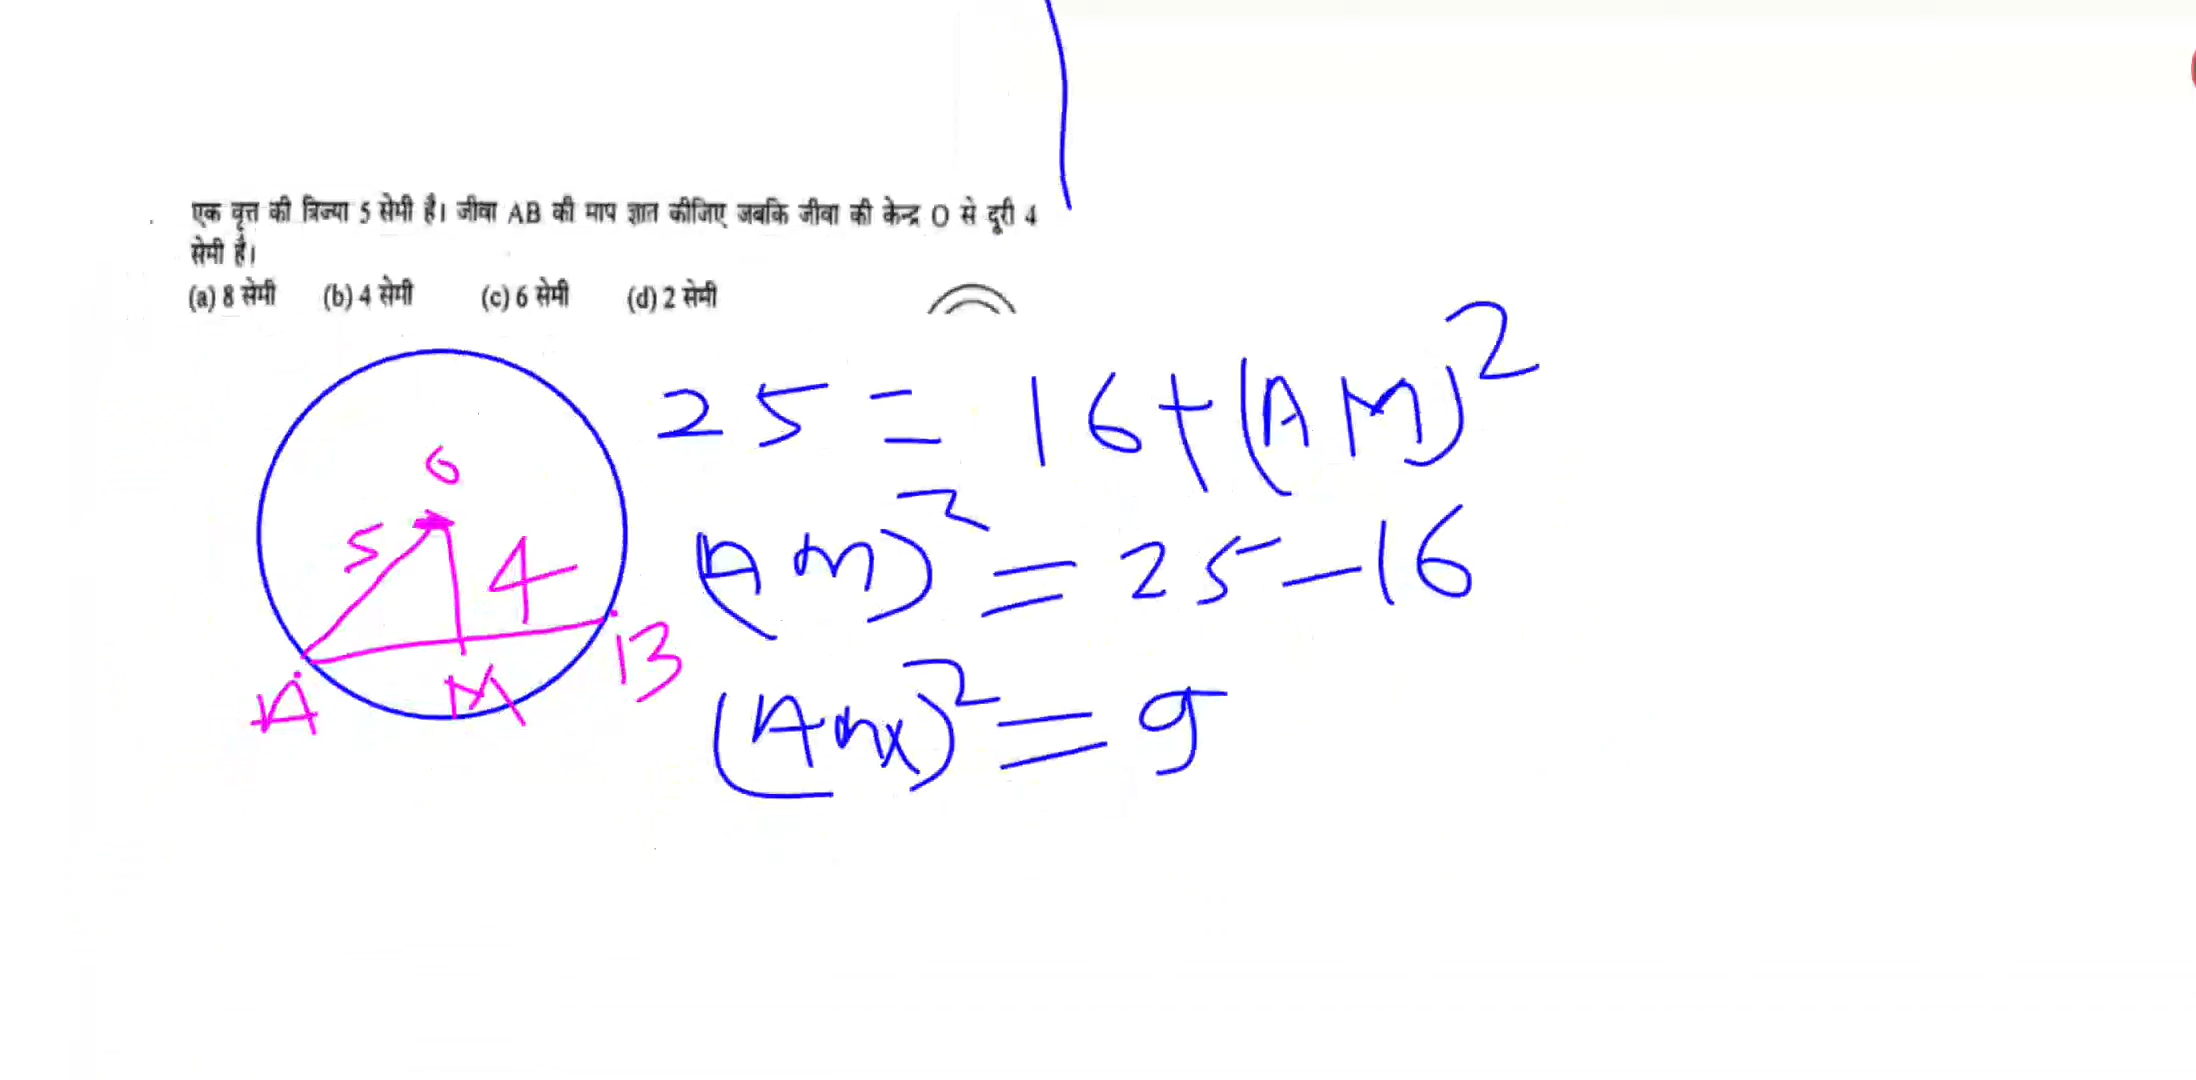 एक वृत्त की त्रिज्या 5 सेमी है। जीवा AB की माप ज्ञात कीजिए जबकि जीवा की केन्द्र O से दूरी 4
सेमी है।
(a) 8 सेमी (b) 4 सेमी (c) 6 सेमी (d) 2 सेमी
25 = 16+(AM)²
O
5 4
(AM)² = 25-16
A M B
(AM)² = 9